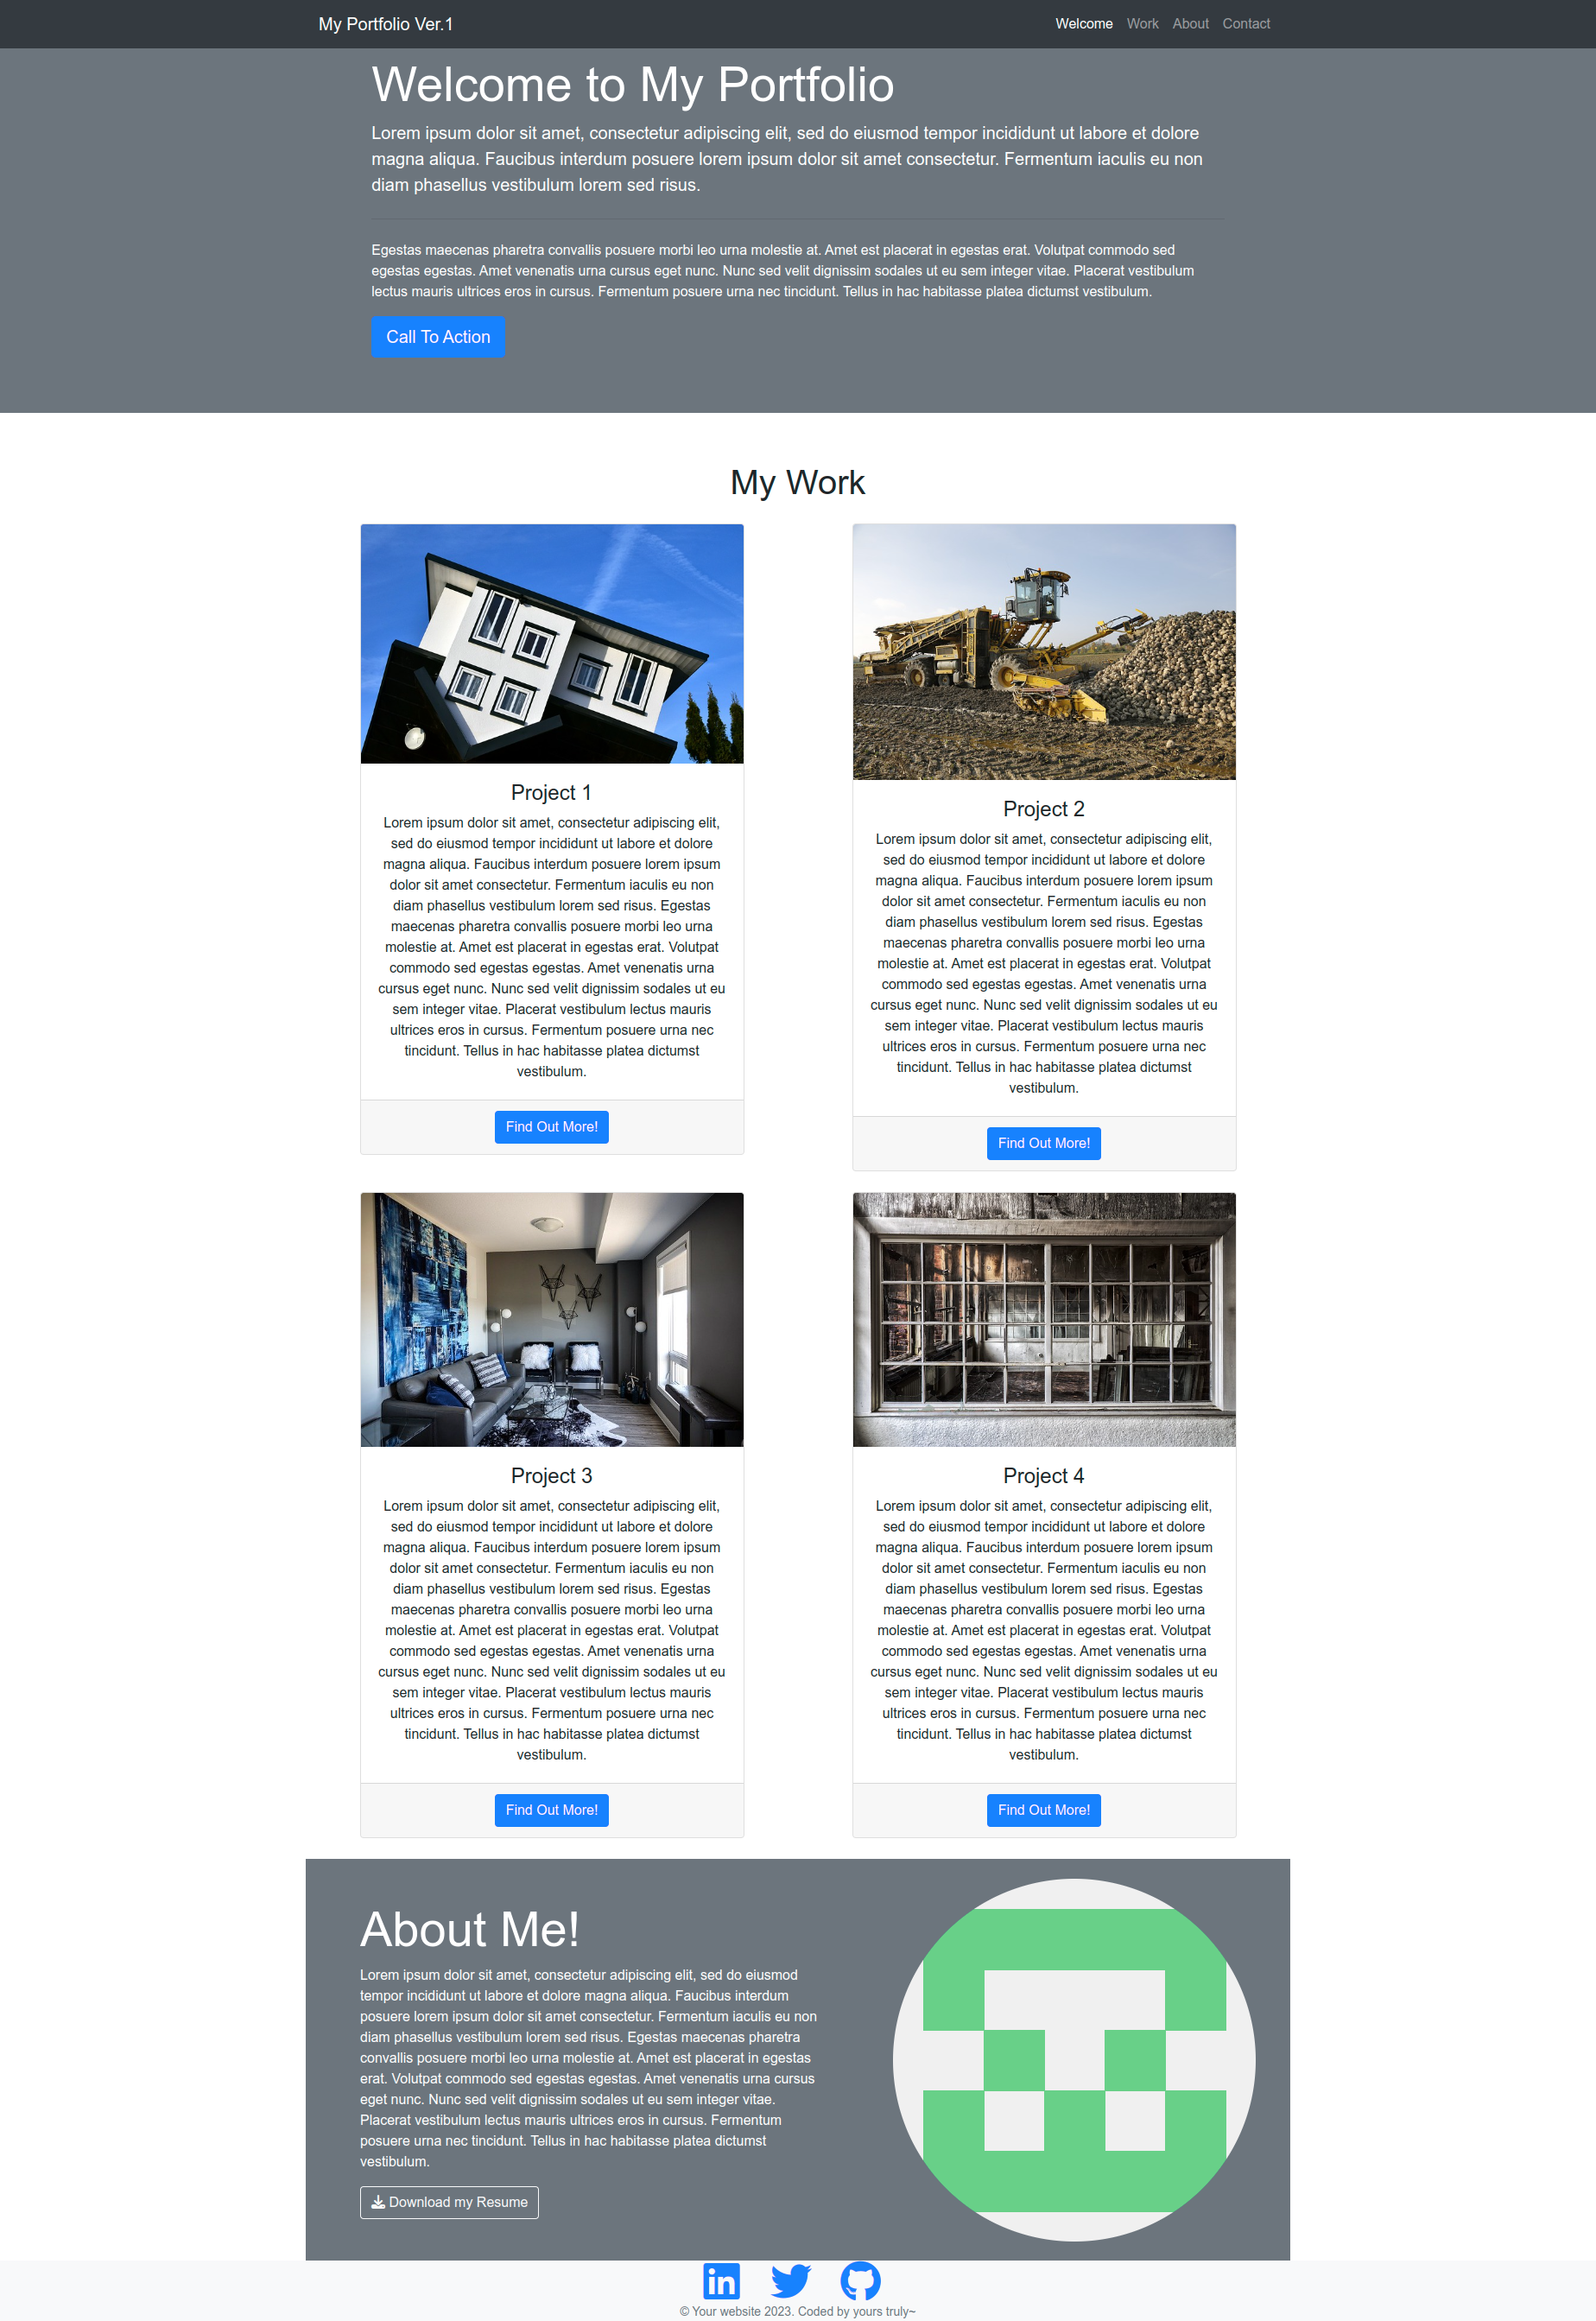 My Portfolio Ver.1
Welcome Work About Contact
Welcome to My Portfolio
Lorem ipsum dolor sit amet, consectetur adipiscing elit, sed do eiusmod tempor incididunt ut labore et dolore
magna aliqua. Faucibus interdum posuere lorem ipsum dolor sit amet consectetur. Fermentum iaculis eu non
diam phasellus vestibulum lorem sed risus.
Egestas maecenas pharetra convallis posuere morbi leo urna molestie at. Amet est placerat in egestas erat. Volutpat commodo sed
egestas egestas. Amet venenatis urna cursus eget nunc. Nunc sed velit dignissim sodales ut eu sem integer vitae. Placerat vestibulum
lectus mauris ultrices eros in cursus. Fermentum posuere urna nec tincidunt. Tellus in hac habitasse platea dictumst vestibulum.
Call To Action
My Work
Project 1
Lorem ipsum dolor sit amet, consectetur adipiscing elit,
sed do eiusmod tempor incididunt ut labore et dolore
magna aliqua. Faucibus interdum posuere lorem ipsum
dolor sit amet consectetur. Fermentum iaculis eu non
diam phasellus vestibulum lorem sed risus. Egestas
maecenas pharetra convallis posuere morbi leo urna
molestie at. Amet est placerat in egestas erat. Volutpat
commodo sed egestas egestas. Amet venenatis urna
cursus eget nunc. Nunc sed velit dignissim sodales ut eu
sem integer vitae. Placerat vestibulum lectus mauris
ultrices eros in cursus. Fermentum posuere urna nec
tincidunt. Tellus in hac habitasse platea dictumst
vestibulum.
Find Out More!
Project 2
Lorem ipsum dolor sit amet, consectetur adipiscing elit,
sed do eiusmod tempor incididunt ut labore et dolore
magna aliqua. Faucibus interdum posuere lorem ipsum
dolor sit amet consectetur. Fermentum iaculis eu non
diam phasellus vestibulum lorem sed risus. Egestas
maecenas pharetra convallis posuere morbi leo urna
molestie at. Amet est placerat in egestas erat. Volutpat
commodo sed egestas egestas. Amet venenatis urna
cursus eget nunc. Nunc sed velit dignissim sodales ut eu
sem integer vitae. Placerat vestibulum lectus mauris
ultrices eros in cursus. Fermentum posuere urna nec
tincidunt. Tellus in hac habitasse platea dictumst
vestibulum.
Find Out More!
Project 3
Lorem ipsum dolor sit amet, consectetur adipiscing elit,
sed do eiusmod tempor incididunt ut labore et dolore
magna aliqua. Faucibus interdum posuere lorem ipsum
dolor sit amet consectetur. Fermentum iaculis eu non
diam phasellus vestibulum lorem sed risus. Egestas
maecenas pharetra convallis posuere morbi leo urna
molestie at. Amet est placerat in egestas erat. Volutpat
commodo sed egestas egestas. Amet venenatis urna
cursus eget nunc. Nunc sed velit dignissim sodales ut eu
sem integer vitae. Placerat vestibulum lectus mauris
ultrices eros in cursus. Fermentum posuere urna nec
tincidunt. Tellus in hac habitasse platea dictumst
vestibulum.
Find Out More!
Project 4
Lorem ipsum dolor sit amet, consectetur adipiscing elit,
sed do eiusmod tempor incididunt ut labore et dolore
magna aliqua. Faucibus interdum posuere lorem ipsum
dolor sit amet consectetur. Fermentum iaculis eu non
diam phasellus vestibulum lorem sed risus. Egestas
maecenas pharetra convallis posuere morbi leo urna
molestie at. Amet est placerat in egestas erat. Volutpat
commodo sed egestas egestas. Amet venenatis urna
cursus eget nunc. Nunc sed velit dignissim sodales ut eu
sem integer vitae. Placerat vestibulum lectus mauris
ultrices eros in cursus. Fermentum posuere urna nec
tincidunt. Tellus in hac habitasse platea dictumst
vestibulum.
Find Out More!
About Me!
Lorem ipsum dolor sit amet, consectetur adipiscing elit, sed do eiusmod
tempor incididunt ut labore et dolore magna aliqua. Faucibus interdum
posuere lorem ipsum dolor sit amet consectetur. Fermentum iaculis eu non
diam phasellus vestibulum lorem sed risus. Egestas maecenas pharetra
convallis posuere morbi leo urna molestie at. Amet est placerat in egestas
erat. Volutpat commodo sed egestas egestas. Amet venenatis urna cursus
eget nunc. Nunc sed velit dignissim sodales ut eu sem integer vitae.
Placerat vestibulum lectus mauris ultrices eros in cursus. Fermentum
posuere urna nec tincidunt. Tellus in hac habitasse platea dictumst
vestibulum.
Download my Resume
in
© Your website 2023. Coded by yours truly~